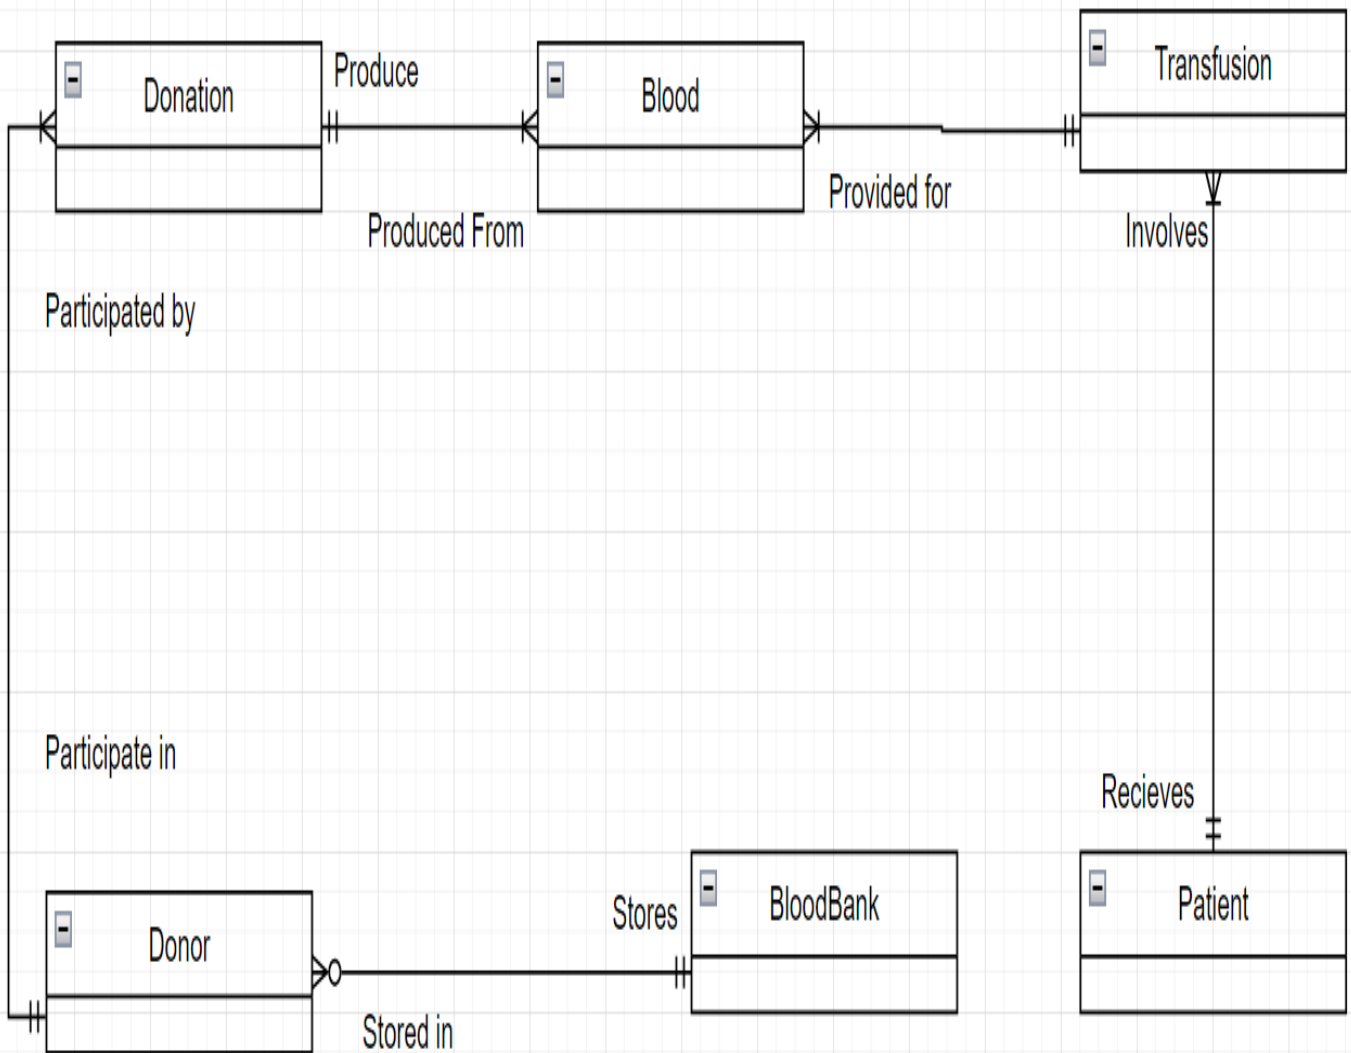 Donation
Produce
Blood
Transfusion
Provided for
Produced From
Involves
Participated by
Participate in
Recieves
Stores
BloodBank
Patient
Donor
Stored in